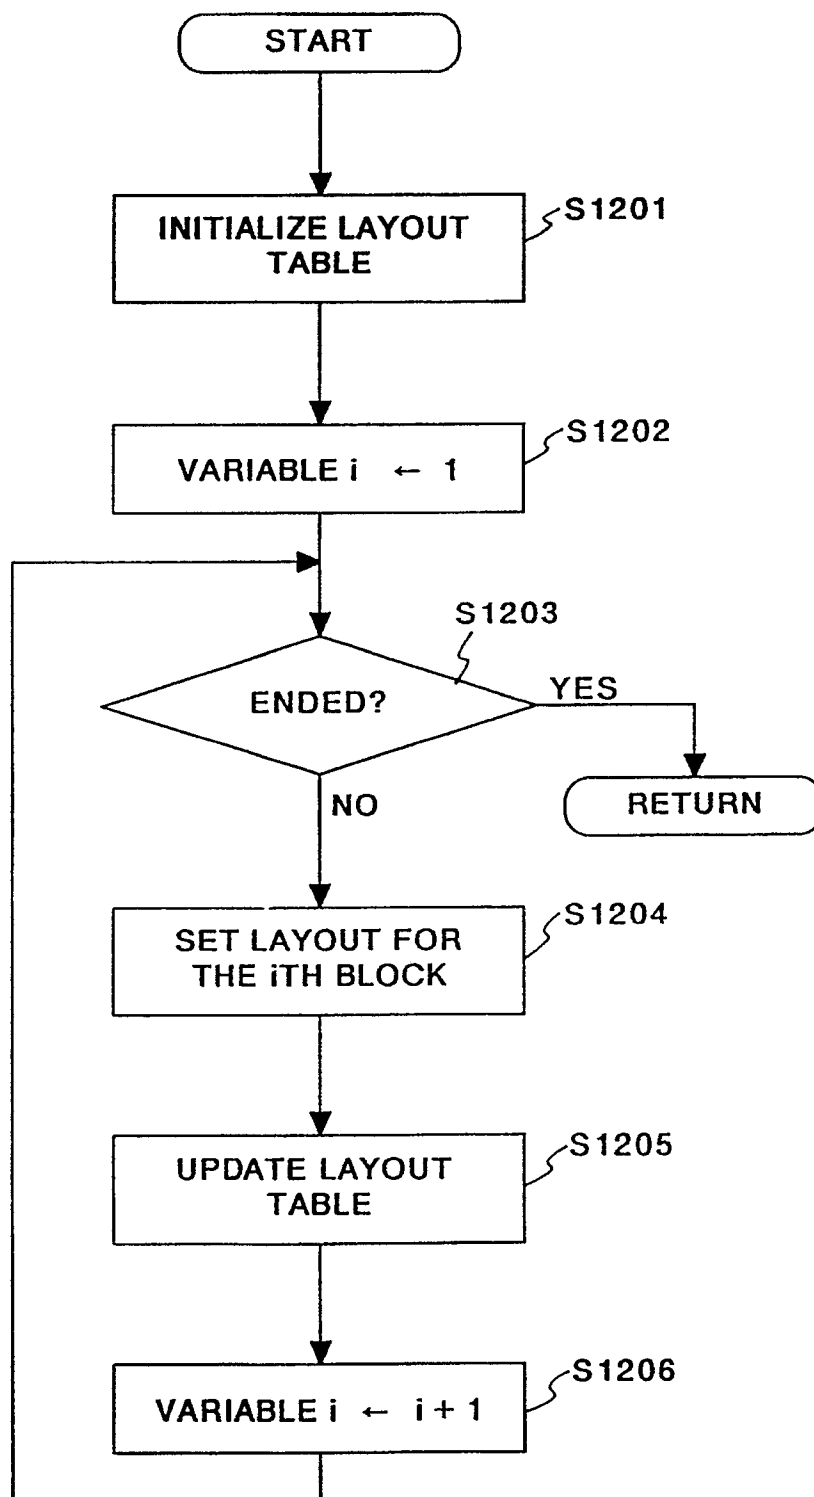 START
S1201
INITIALIZE LAYOUT
TABLE
S1202
VARIABLE i ← 1
S1203
ENDED?
YES
RETURN
NO
S1204
SET LAYOUT FOR
THE iTH BLOCK
S1205
UPDATE LAYOUT
TABLE
S1206
VARIABLE i ← i + 1